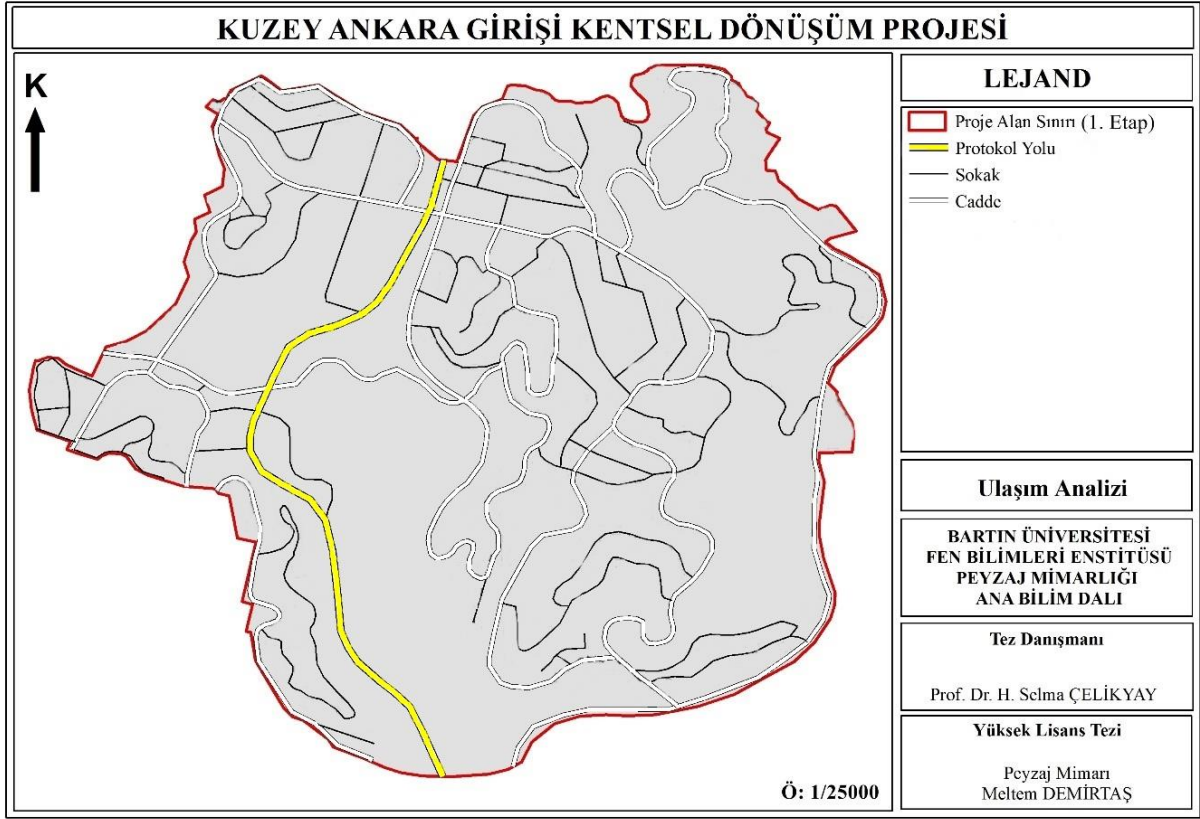 KUZEY ANKARA GİRİŞİ KENTSEL DÖNÜŞÜM PROJESİ
K
LEJAND
Proje Alan Sınırı (1. Etap)
Protokol Yolu
Sokak
Cadde
Ulaşım Analizi
BARTIN ÜNİVERSİTESİ
FEN BİLİMLERİ ENSTİTÜSÜ
PEYZAJ MİMARLIĞI
ANA BİLİM DALI
Tez Danışmanı
Prof. Dr. H. Selma ÇELİKYAY
Yüksek Lisans Tezi
Peyzaj Mimarı
Meltem DEMİRTAŞ
Ö: 1/25000